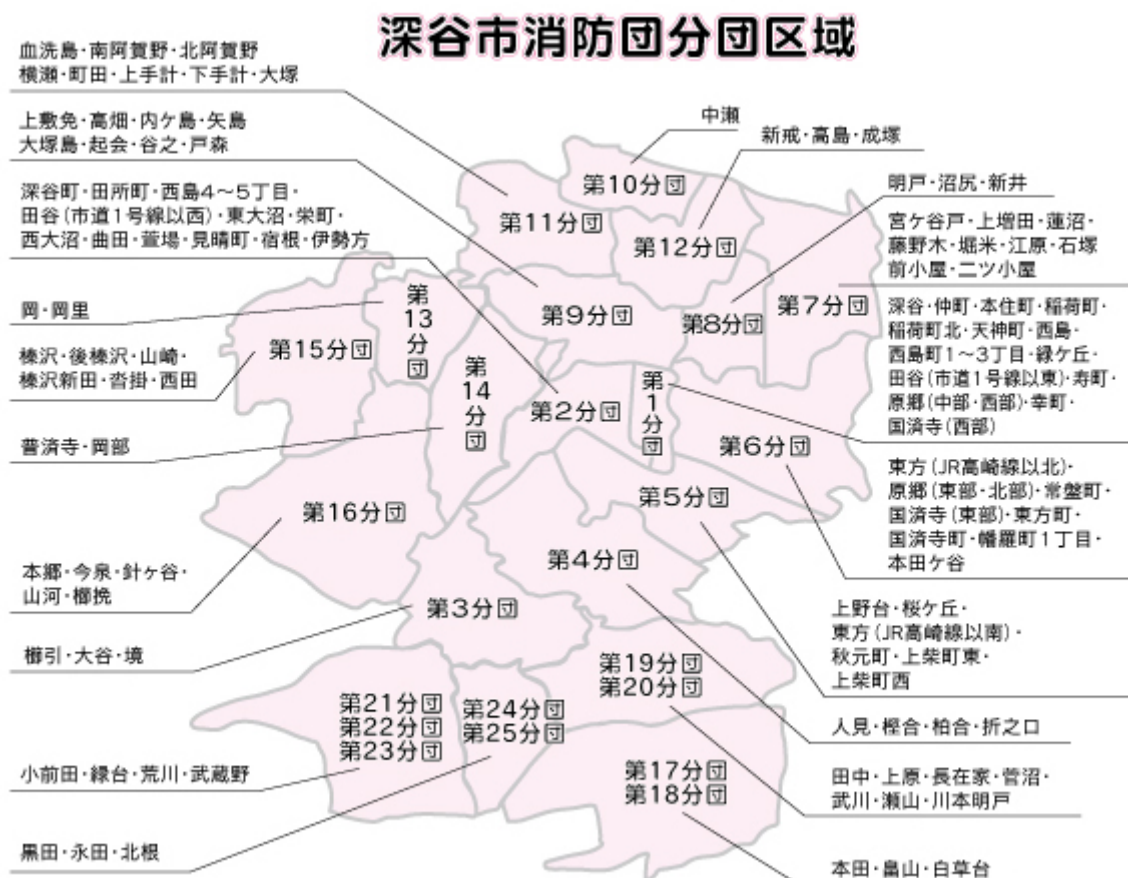 深谷市消防団分団区域
血洗島・南阿賀野・北阿賀野
横瀬・町田・上手計・下手計・大塚
上敷免・高畑・内ケ島・矢島
大塚島・起会・谷之・戸森
深谷町・田所町・西島4～5丁目・
田谷(市道1号線以西)・東大沼・栄町・
西大沼・曲田・萱場・見晴町・宿根・伊勢方
岡・岡里
榛沢・後榛沢・山崎・
榛沢新田・沓掛・西田
普済寺・岡部
本郷・今泉・針ヶ谷・
山河・櫛挽
櫛引・大谷・境
小前田・緑台・荒川・武蔵野
黒田・永田・北根
中瀬
新戒・高島・成塚
明戸・沼尻・新井
宮ケ谷戸・上増田・蓮沼・
藤野木・堀米・江原・石塚
前小屋・二ツ小屋
深谷・仲町・本住町・稲荷町・
稲荷町北・天神町・西島・
西島町1～3丁目・緑ケ丘・
田谷(市道1号線以東)・寿町・
原郷(中部・西部)・幸町・
国済寺(西部)
東方(JR高崎線以北)・
原郷(東部・北部)・常盤町・
国済寺(東部)・東方町・
国済寺町・幡羅町1丁目・
本田ケ谷
上野台・桜ケ丘・
東方(JR高崎線以南)・
秋元町・上柴町東・
上柴町西
人見・樫合・柏合・折之口
田中・上原・長在家・菅沼・
武川・瀬山・川本明戸
本田・畠山・白草台
第10分団
第11分団
第12分団
第13分団
第9分団
第8分団
第7分団
第15分団
第14分団
第2分団
第1分団
第6分団
第5分団
第16分団
第4分団
第3分団
第19分団
第20分団
第21分団
第22分団
第23分団
第24分団
第25分団
第17分団
第18分団